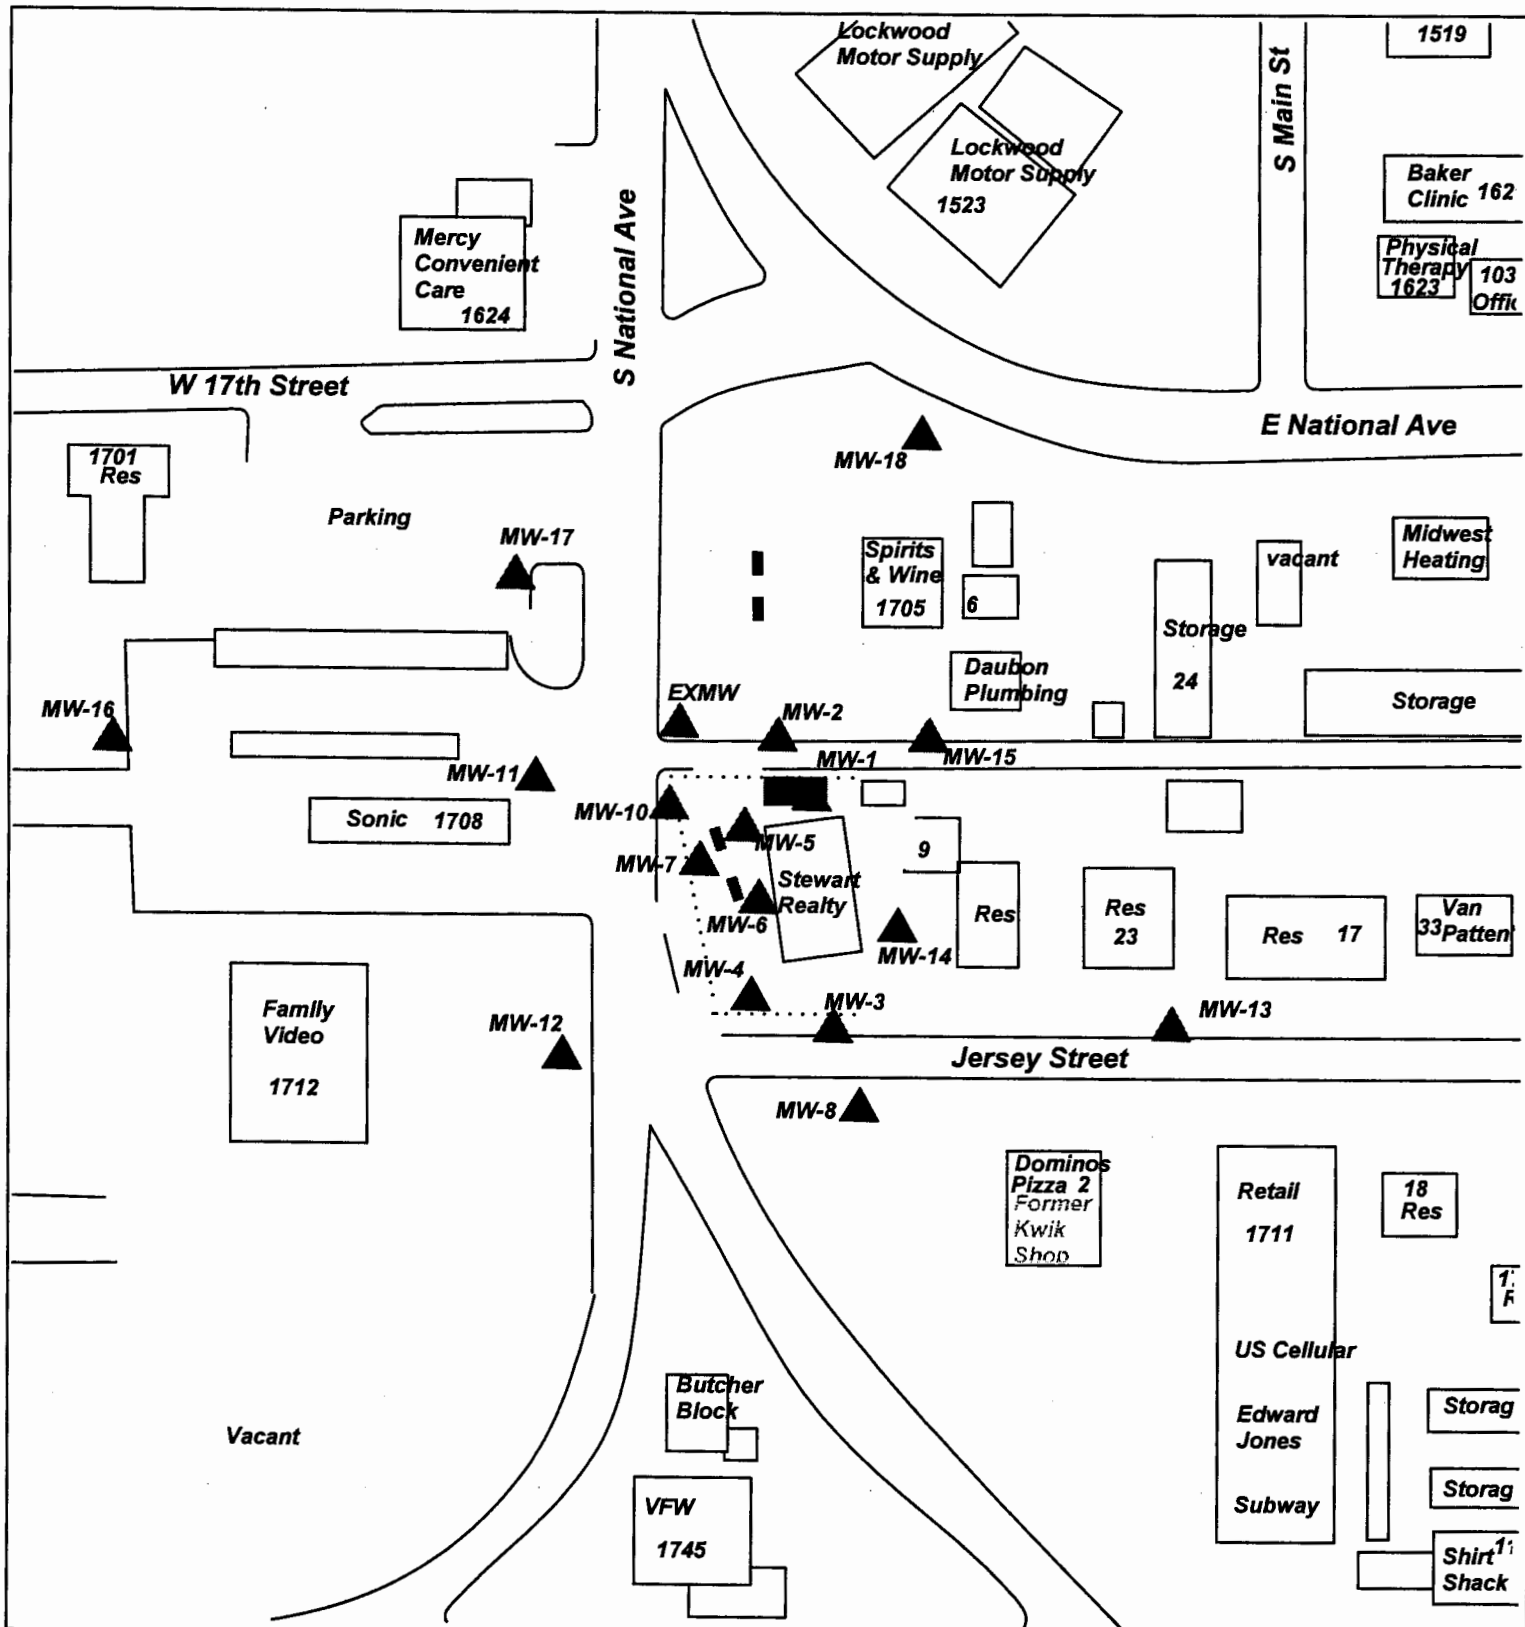 Lockwood
Motor Supply
1519
S Main St
Lockwood
Motor Supply
1523
Baker
Clinic 162
Mercy
Convenient
Care
1624
S National Ave
Physical
Therapy
1623
103
W 17th Street
E National Ave
1701
Res
MW-18
Parking
MW-17
Spirits
& Wine
1705
6
vacant
Midwest
Heating
Storage
24
Daubon
Plumbing
Storage
MW-16
EXMW
MW-2
MW-1
MW-15
MW-11
MW-10
Sonic 1708
MW-5
MW-7
9
Stewart
Realty
MW-6
MW-14
Res
Res
23
Res 17
33 Van
Patten
MW-4
MW-3
MW-13
Family
Video
1712
MW-12
Jersey Street
MW-8
Dominos
Pizza 2
Former
Kwik
Shop
Retail
1711
18
Res
US Cellular
Butcher
Block
Edward
Jones
Storag
Vacant
Subway
Storag
VFW
1745
Shirt
Shack